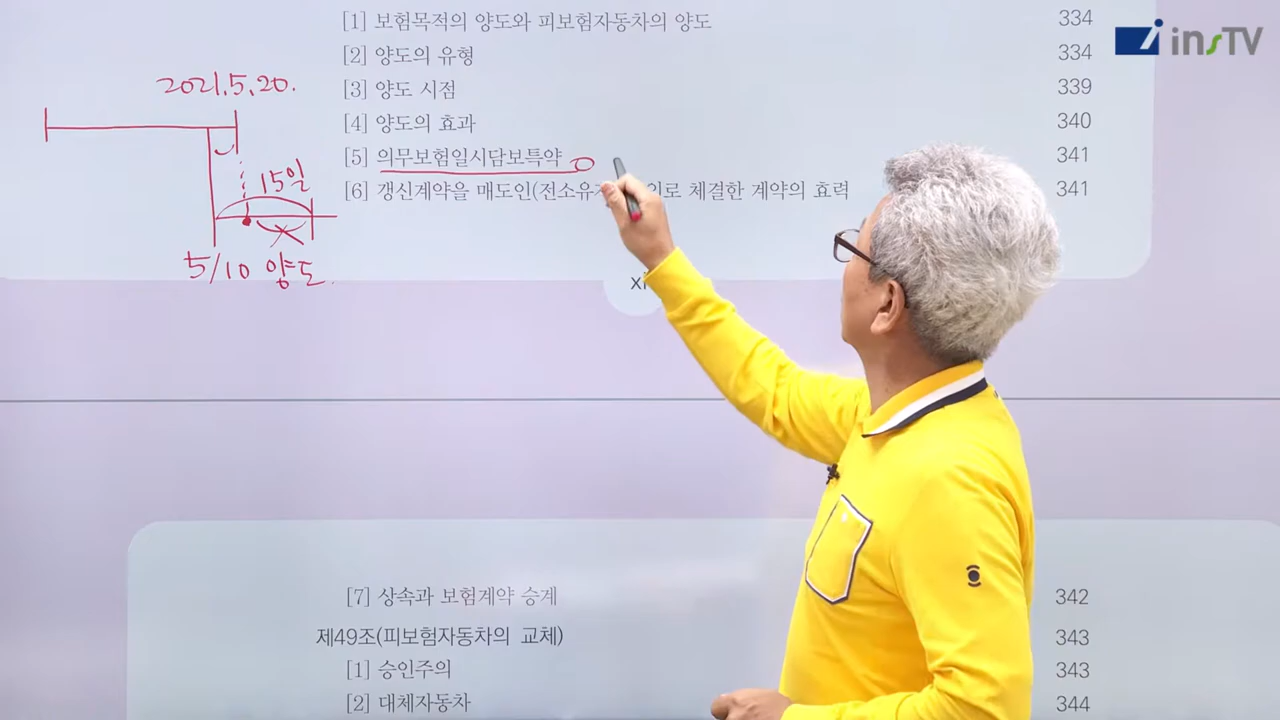 insTV
[1] 보험목적의 양도와 피보험자동차의 양도 334
[2] 양도의 유형 334
[3] 양도 시점 339
[4] 양도의 효과 340
[5] 의무보험일시담보특약 341
[6] 갱신계약을 매도인(전소유 로 체결한 계약의 효력 341
2021.5.20.
15일
5/10 양도.
xi
[7] 상속과 보험계약 승계 342
제49조(피보험자동차의 교체) 343
[1] 승인주의 343
[2] 대체자동차 344